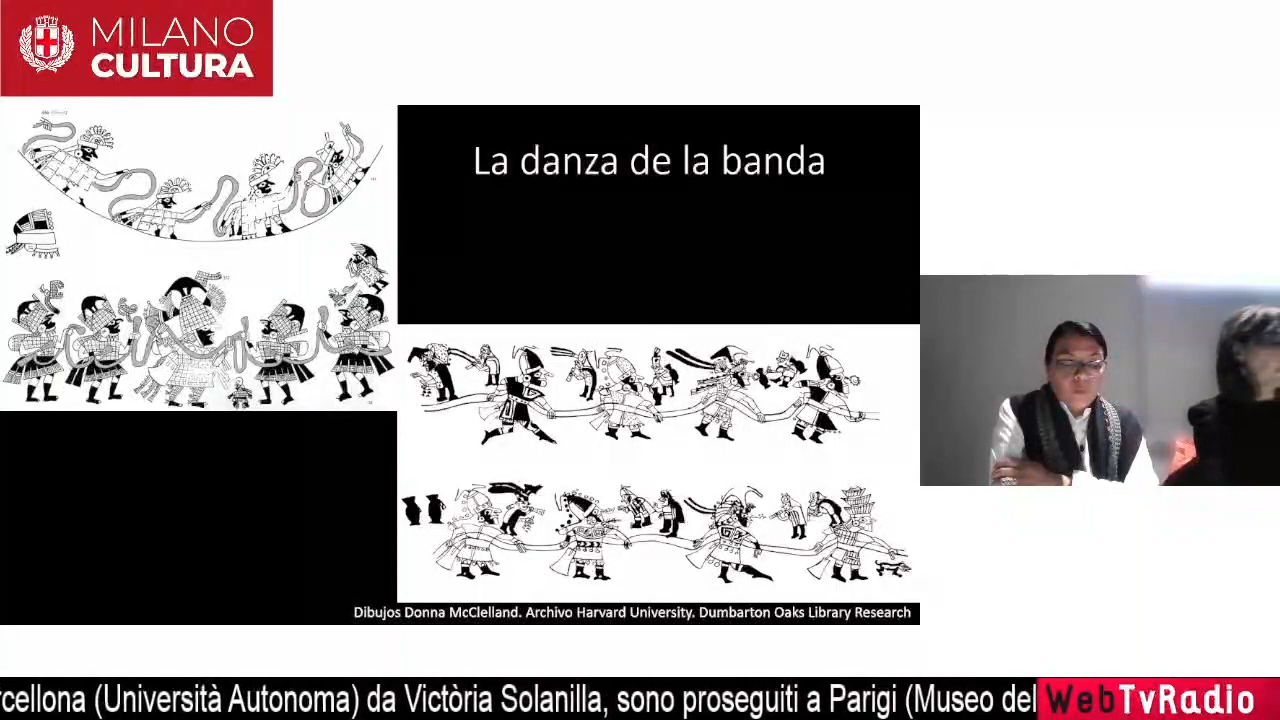 MILANO
CULTURA
La danza de la banda
Dibujos Donna McClelland. Archivo Harvard University. Dumbarton Oaks Library Research
rcellona (Università Autonoma) da Victòria Solanilla, sono proseguiti a Parigi (Museo del
WebTvRadio